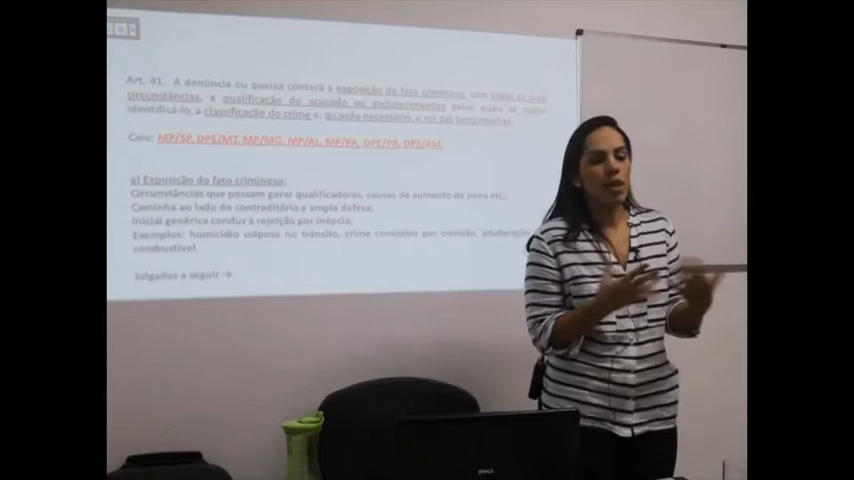 Art. 41. A denúncia ou queixa conterá a exposição do fato criminoso, com todas as suas
circunstâncias, a qualificação do acusado ou esclarecimentos pelos quais se possa
identificá-lo, a classificação do crime e, quando necessário, o rol das testemunhas.
Caiu: MP/SP, DPE/MT, MP/MG, MP/AL, MP/PA, DPE/PR, DPE/AM.
a) Exposição do fato criminoso:
Circunstâncias que possam gerar qualificadoras, causas de aumento de pena etc;
Caminha ao lado do contraditório e ampla defesa;
Inicial genérica conduz à rejeição por inépcia;
Exemplos: homicídio culposo no trânsito, crime comissivo por omissão, adulteração
combustível.
Julgados a seguir →
DELL